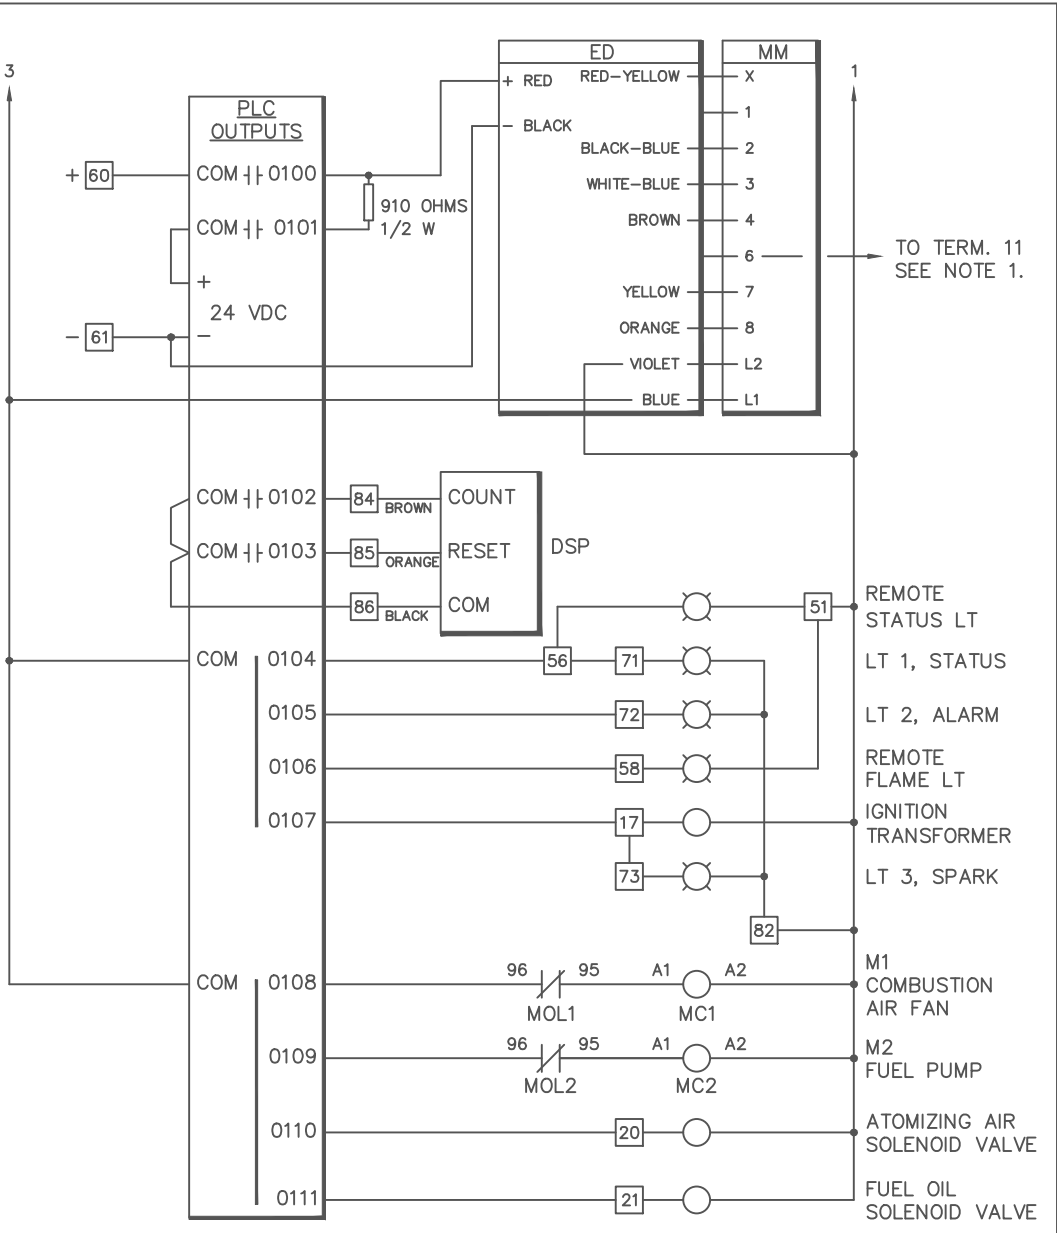 3
1
PLC
OUTPUTS
+ 60
COM 0100
910 OHMS
1/2 W
COM 0101
+
24 VDC
- 61
-
ED
+ RED
- BLACK
RED-YELLOW
BLACK-BLUE
WHITE-BLUE
BROWN
YELLOW
ORANGE
VIOLET
BLUE
MM
X
1
2
3
4
6
7
8
L2
L1
TO TERM. 11
SEE NOTE 1.
COM 0102
84
BROWN
COUNT
COM 0103
85
ORANGE
RESET
DSP
86
BLACK
COM
51
REMOTE
STATUS LT
COM 0104
56
71
LT 1, STATUS
0105
72
LT 2, ALARM
0106
58
REMOTE
FLAME LT
0107
17
IGNITION
TRANSFORMER
73
LT 3, SPARK
82
COM 0108
96 95
MOL1
A1 A2
MC1
M1
COMBUSTION
AIR FAN
0109
96 95
MOL2
A1 A2
MC2
M2
FUEL PUMP
0110
20
ATOMIZING AIR
SOLENOID VALVE
0111
21
FUEL OIL
SOLENOID VALVE